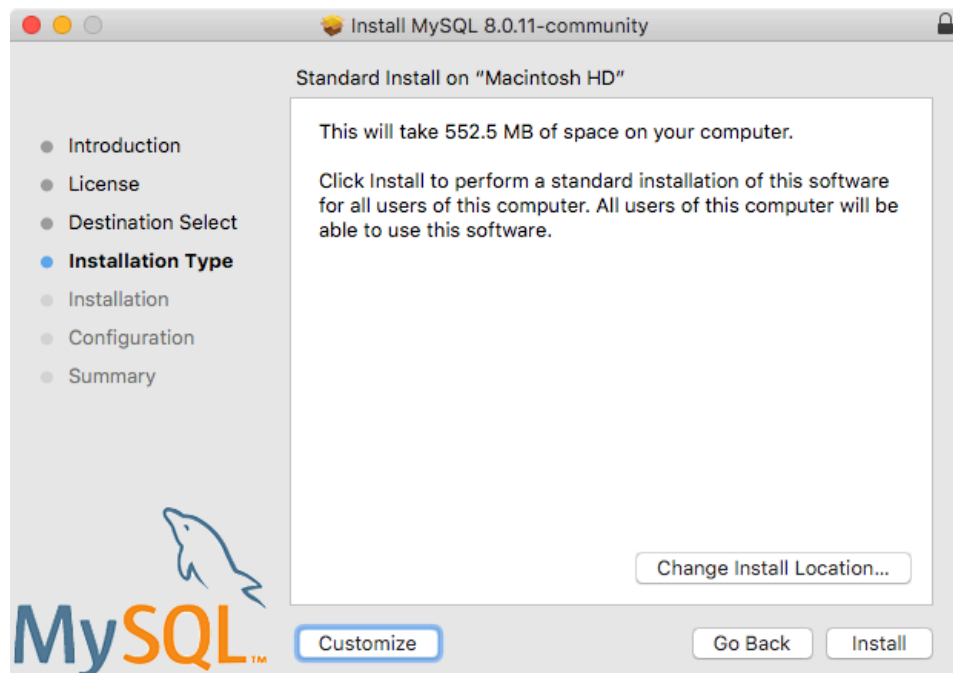 Install MySQL 8.0.11-community
Standard Install on "Macintosh HD"
Introduction
License
Destination Select
Installation Type
Installation
Configuration
Summary
This will take 552.5 MB of space on your computer.
Click Install to perform a standard installation of this software
for all users of this computer. All users of this computer will be
able to use this software.
Change Install Location...
MySQL™
Customize
Go Back
Install